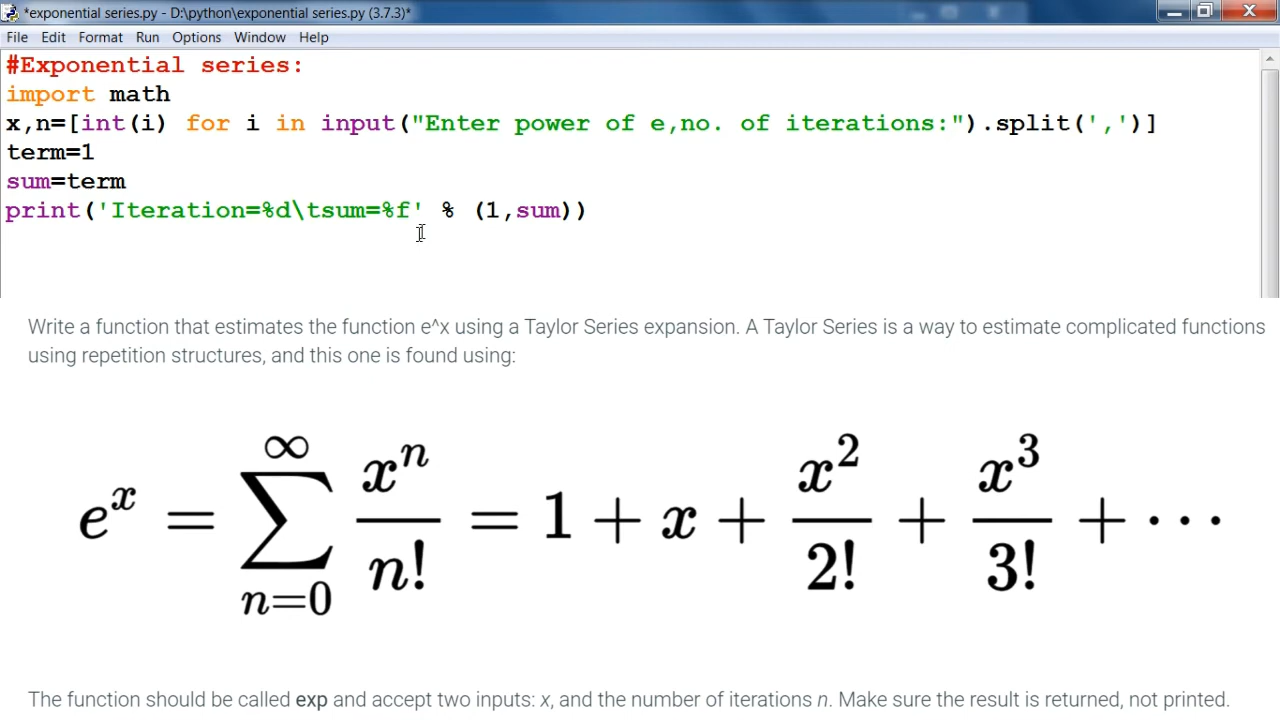 *exponential series.py - D:\python\exponential series.py (3.7.3)*
File Edit Format Run Options Window Help
#Exponential series:
import math
x,n=[int(i) for i in input("Enter power of e,no. of iterations:").split(',')]
term=1
sum=term
print('Iteration=%d\tsum=%f' % (1,sum))
Write a function that estimates the function e^x using a Taylor Series expansion. A Taylor Series is a way to estimate complicated functions
using repetition structures, and this one is found using:
e^x = ∑_{n=0}^{∞} x^n/n! = 1 + x + x^2/2! + x^3/3! + ···
The function should be called exp and accept two inputs: x, and the number of iterations n. Make sure the result is returned, not printed.